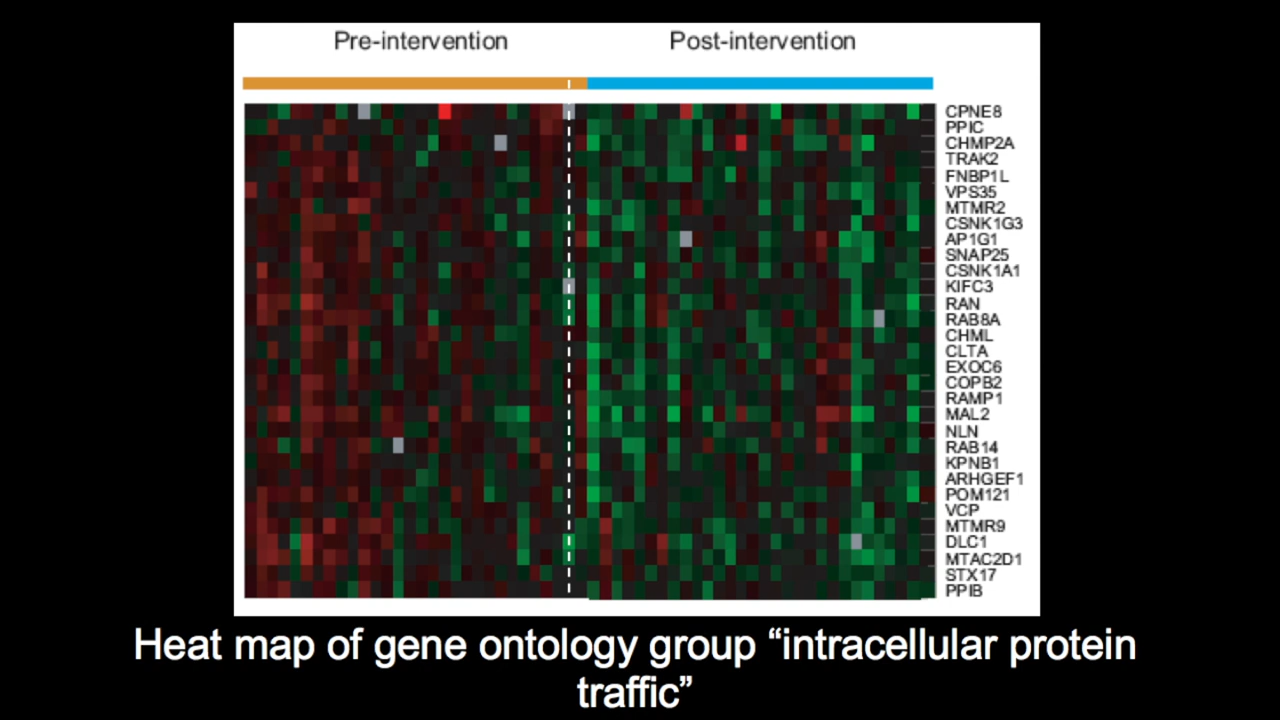 Pre-intervention
Post-intervention
CPNE8
PPIC
CHMP2A
TRAK2
FNBP1L
VPS35
MTMR2
CSNK1G3
AP1G1
SNAP25
CSNK1A1
KIFC3
RAN
RAB8A
CHML
CLTA
EXOC6
COPB2
RAMP1
MAL2
NLN
RAB14
KPNB1
ARHGEF1
POM121
VCP
MTMR9
DLC1
MTAC2D1
STX17
PPIB
Heat map of gene ontology group “intracellular protein
traffic”